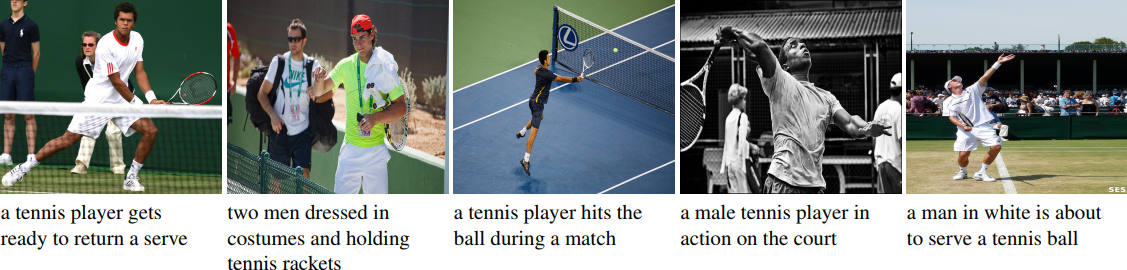 a tennis player gets
ready to return a serve
two men dressed in
costumes and holding
tennis rackets
a tennis player hits the
ball during a match
a male tennis player in
action on the court
a man in white is about
to serve a tennis ball
NIKE
SES